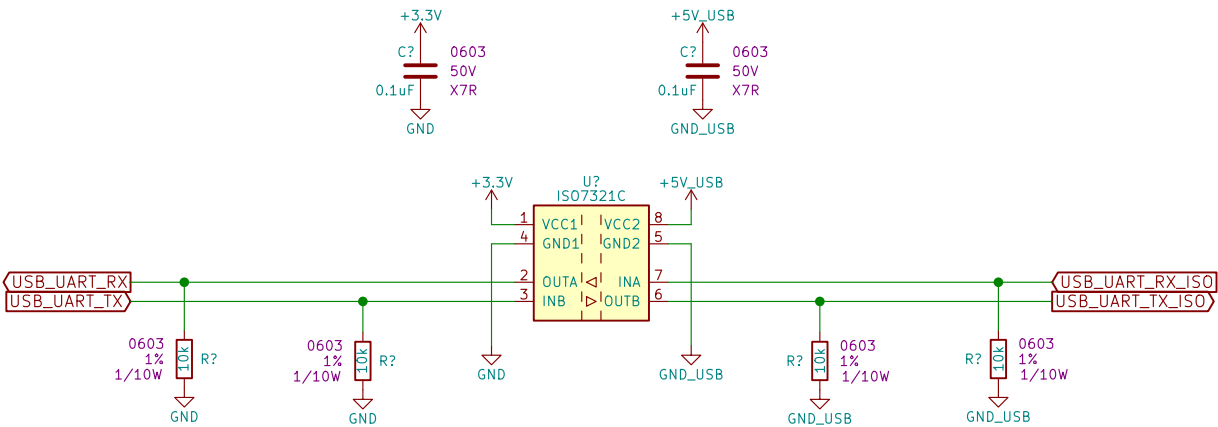 +3.3V
C?
0603
50V
0.1uF
X7R
GND
+5V_USB
C?
0603
50V
0.1uF
X7R
GND_USB
+3.3V
U?
ISO7321C
+5V_USB
1
VCC1
VCC2
8
4
GND1
GND2
5
USB_UART_RX
2
OUTA
INA
7
USB_UART_RX_ISO
USB_UART_TX
3
INB
OUTB
6
USB_UART_TX_ISO
0603
1%
1/10W
10k
R?
GND
0603
1%
1/10W
10k
R?
GND
GND
GND_USB
R?
10k
0603
1%
1/10W
GND_USB
R?
10k
0603
1%
1/10W
GND_USB